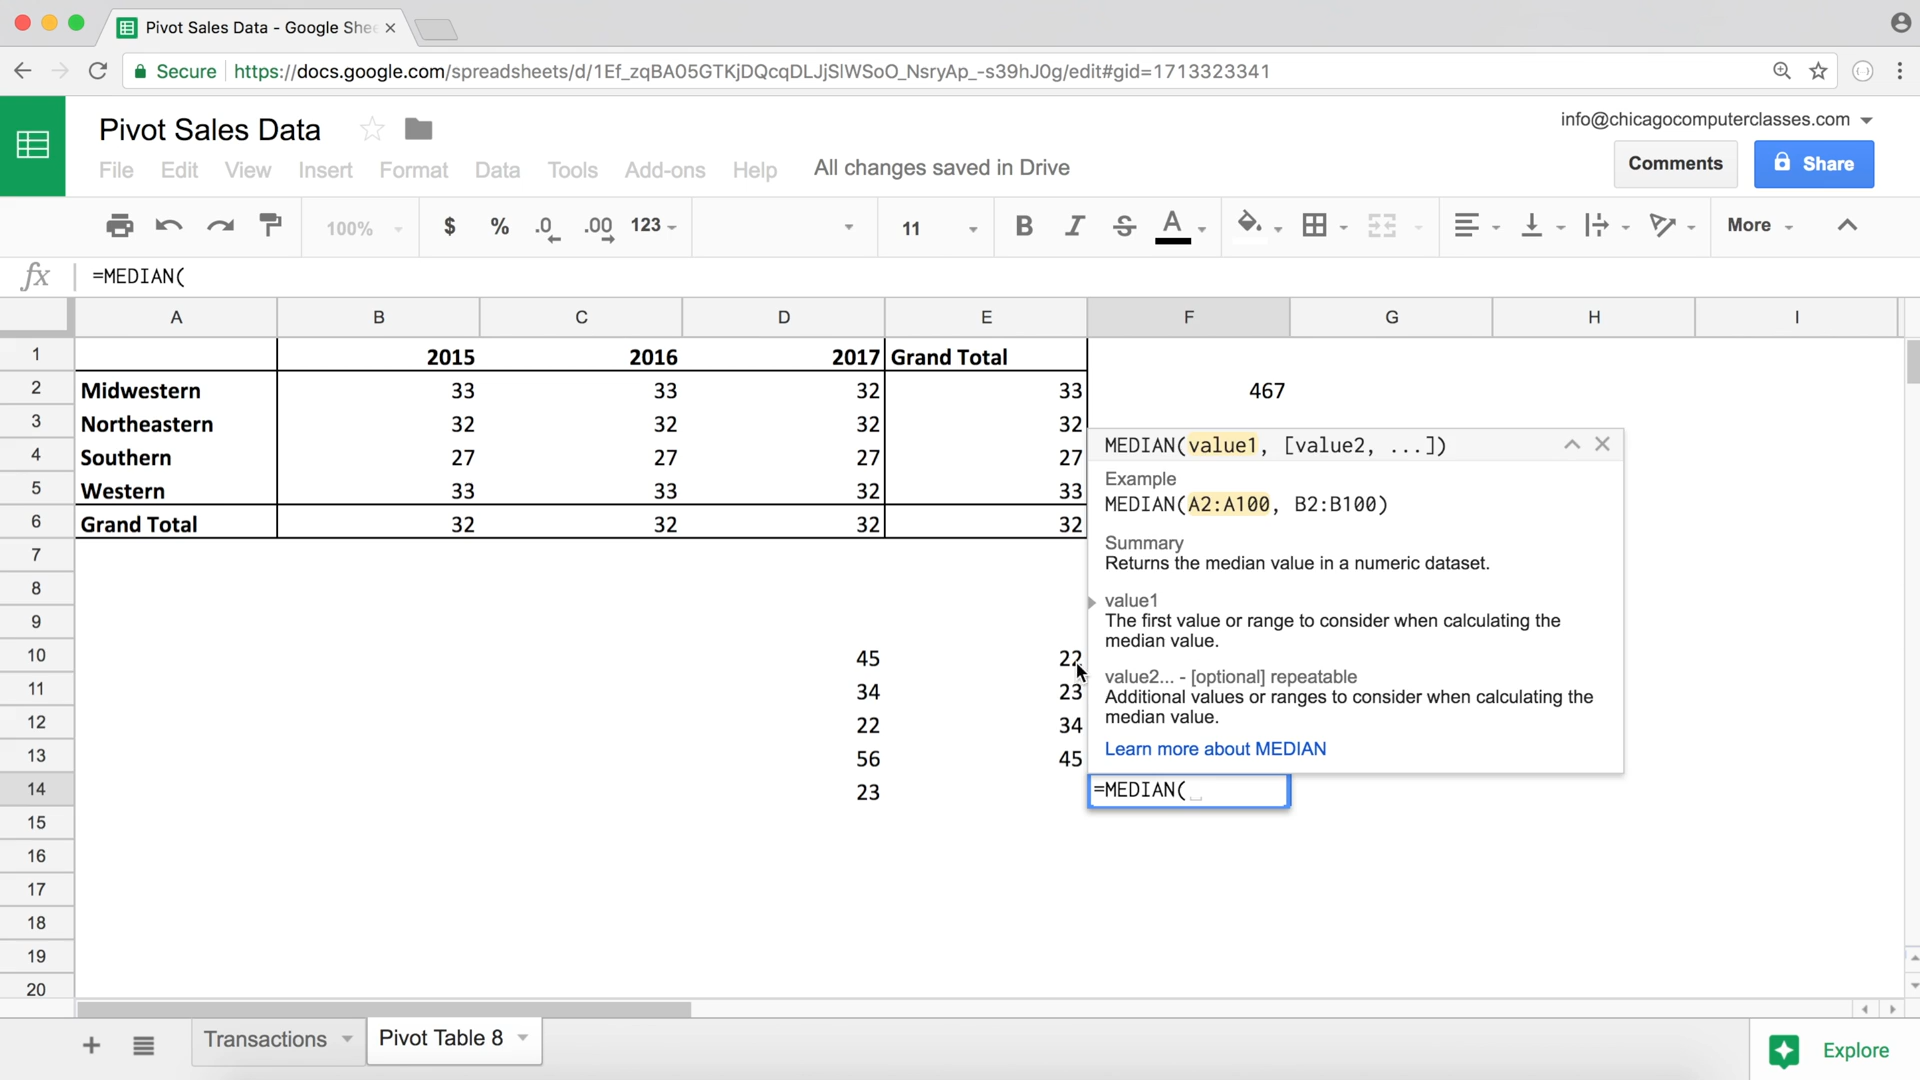 Pivot Sales Data - Google Shee
Secure https://docs.google.com/spreadsheets/d/1Ef_zqBA05GTKjDQcqDLJjSlWSoO_NsryAp_-s39hJ0g/edit#gid=1713323341
Pivot Sales Data
info@chicagocomputerclasses.com
File Edit View Insert Format Data Tools Add-ons Help All changes saved in Drive
Comments Share
100% $ % .0 .00 123 11 B I S A More
fx =MEDIAN(
A B C D E F G H I
1 2015 2016 2017 Grand Total
2 Midwestern 33 33 32 33 467
3 Northeastern 32 32 32 32
4 Southern 27 27 27 27
5 Western 33 33 32 33
6 Grand Total 32 32 32 32
7
8
9
10 45 22
11 34 23
12 22 34
13 56 45
14 23 =MEDIAN(
15
16
17
18
19
20
MEDIAN(value1, [value2, ...])
Example
MEDIAN(A2:A100, B2:B100)
Summary
Returns the median value in a numeric dataset.
value1
The first value or range to consider when calculating the
median value.
value2... - [optional] repeatable
Additional values or ranges to consider when calculating the
median value.
Learn more about MEDIAN
Transactions Pivot Table 8 Explore